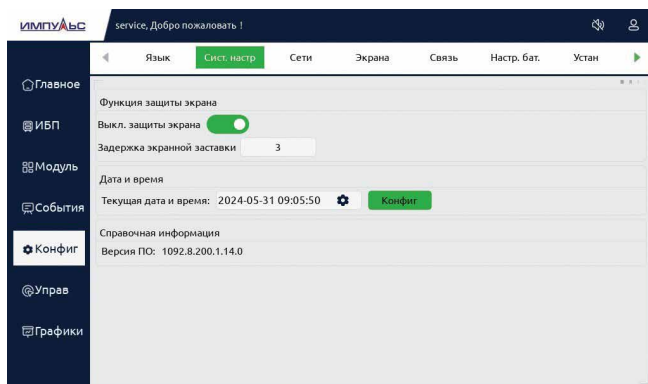 ИМПУЛЬС
service, Добро пожаловать !
Язык Сист. настр Сети Экрана Связь Настр. бат. Устан
Главное
ИБП
Модуль
События
Конфиг
Управ
Графики
Функция защиты экрана
Выкл. защиты экрана
Задержка экранной заставки 3
Дата и время
Текущая дата и время: 2024-05-31 09:05:50 Конфиг
Справочная информация
Версия ПО: 1092.8.200.1.14.0